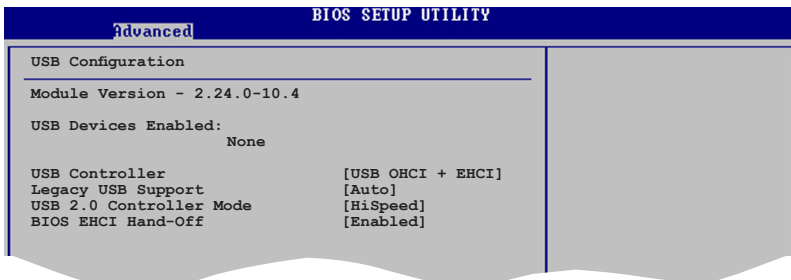 BIOS SETUP UTILITY
Advanced
USB Configuration
Module Version - 2.24.0-10.4
USB Devices Enabled:
None
USB Controller [USB OHCI + EHCI]
Legacy USB Support [Auto]
USB 2.0 Controller Mode [HiSpeed]
BIOS EHCI Hand-Off [Enabled]